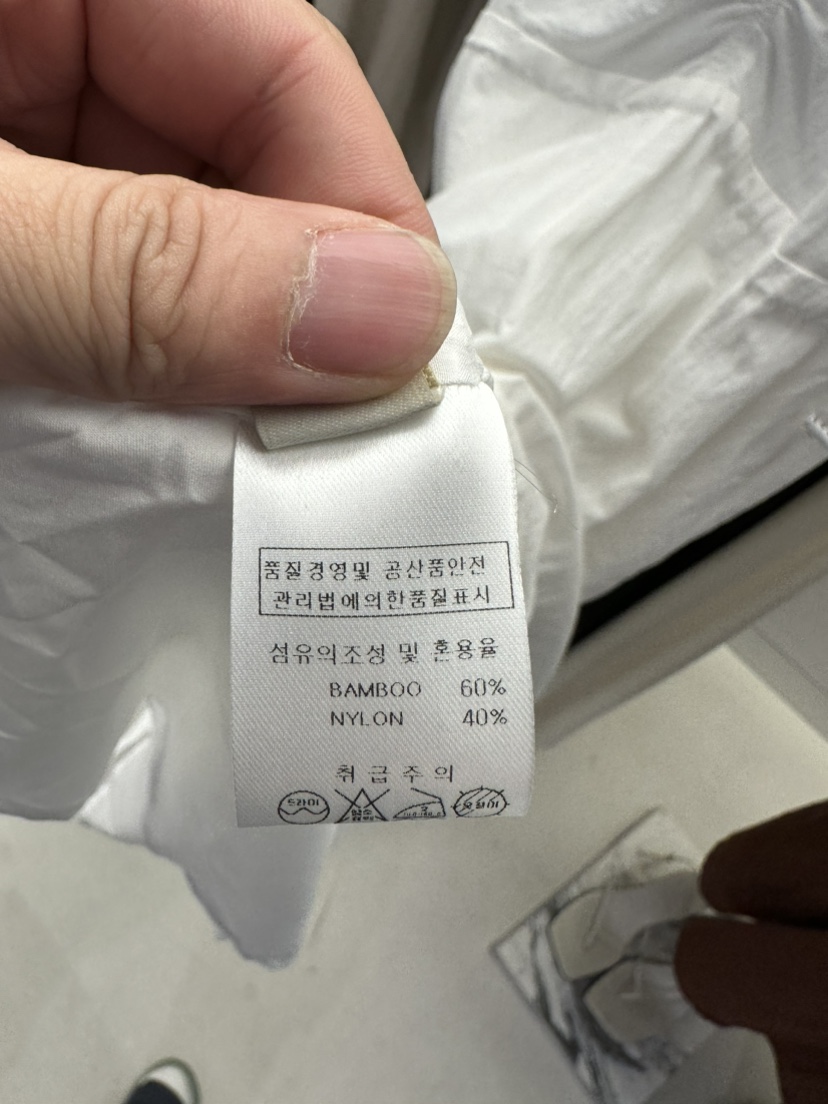 품질경영및 공산품안전
관리법에의한품질표시
섬유의조성 및 혼용율
BAMBOO 60%
NYLON 40%
취급주의
드라이